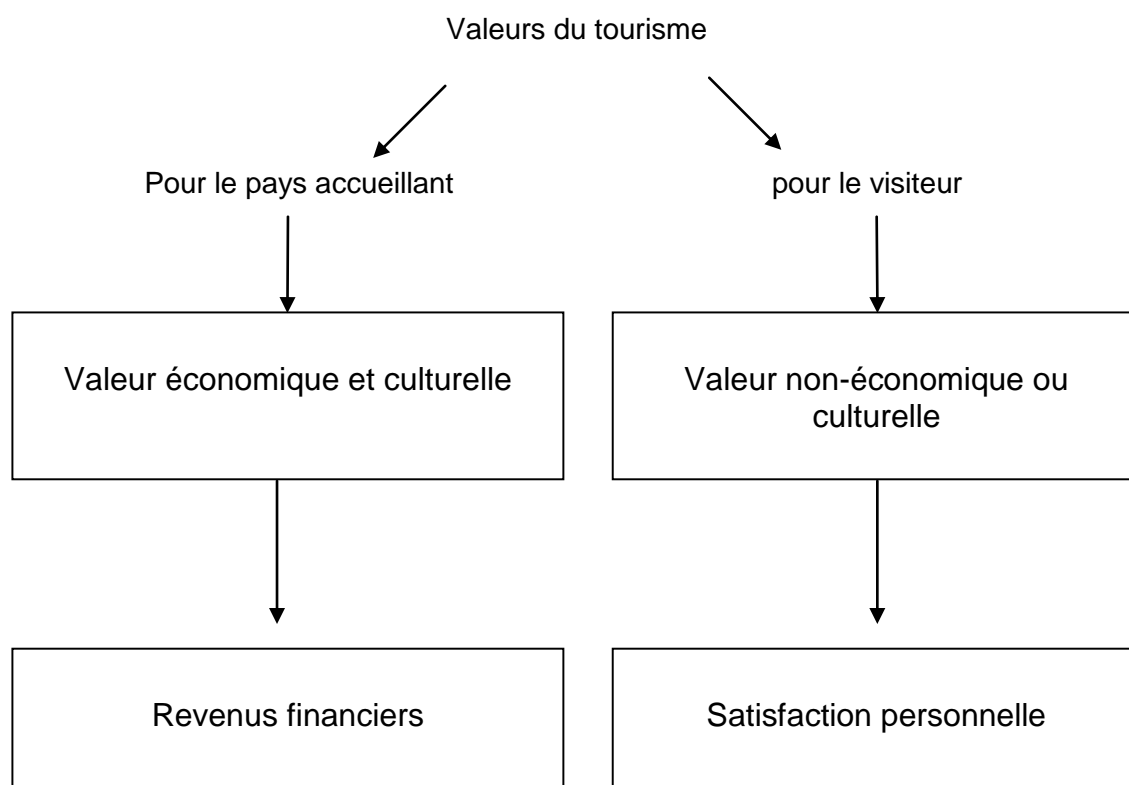 Valeurs du tourisme
Pour le pays accueillant
pour le visiteur
Valeur économique et culturelle
Valeur non-économique ou
culturelle
Revenus financiers
Satisfaction personnelle